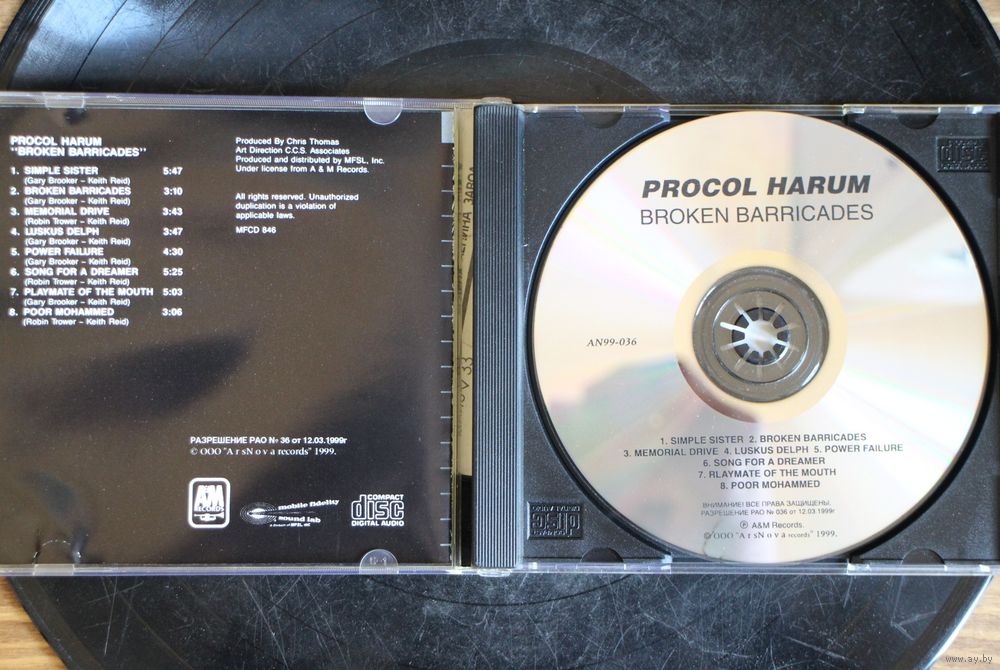 PROCOL HARUM
"BROKEN BARRICADES"
1. SIMPLE SISTER 5:47
(Gary Brooker – Keith Reid)
2. BROKEN BARRICADES 3:10
(Gary Brooker – Keith Reid)
3. MEMORIAL DRIVE 3:43
(Robin Trower – Keith Reid)
4. LUSKUS DELPH 3:47
(Gary Brooker – Keith Reid)
5. POWER FAILURE 4:30
(Gary Brooker – Keith Reid)
6. SONG FOR A DREAMER 5:25
(Robin Trower – Keith Reid)
7. PLAYMATE OF THE MOUTH 5:03
(Gary Brooker – Keith Reid)
8. POOR MOHAMMED 3:06
(Robin Trower – Keith Reid)
Produced By Chris Thomas
Art Direction C.C.S. Associates
Produced and distributed by MFSL, Inc.
Under license from A & M Records.
All rights reserved. Unauthorized
duplication is a violation of
applicable laws.
MFCD 846
РАЗРЕШЕНИЕ РАО № 36 от 12.03.1999г
© ООО "A r s N o v a records" 1999.
A&M
RECORDS
mobile fidelity
sound lab
COMPACT
disc
DIGITAL AUDIO
V 33
PROCOL HARUM
BROKEN BARRICADES
AN99-036
1. SIMPLE SISTER 2. BROKEN BARRICADES
3. MEMORIAL DRIVE 4. LUSKUS DELPH 5. POWER FAILURE
6. SONG FOR A DREAMER
7. RLAYMATE OF THE MOUTH
8. POOR MOHAMMED
ВНИМАНИЕ! ВСЕ ПРАВА ЗАЩИЩЕНЫ.
РАЗРЕШЕНИЕ РАО № 036 от 12.03.1999г
Ⓟ A&M Records.
© ООО "A r s N o v a records" 1999.
disc
COMPACT
disc
DIGITAL AUDIO
www.ay.by